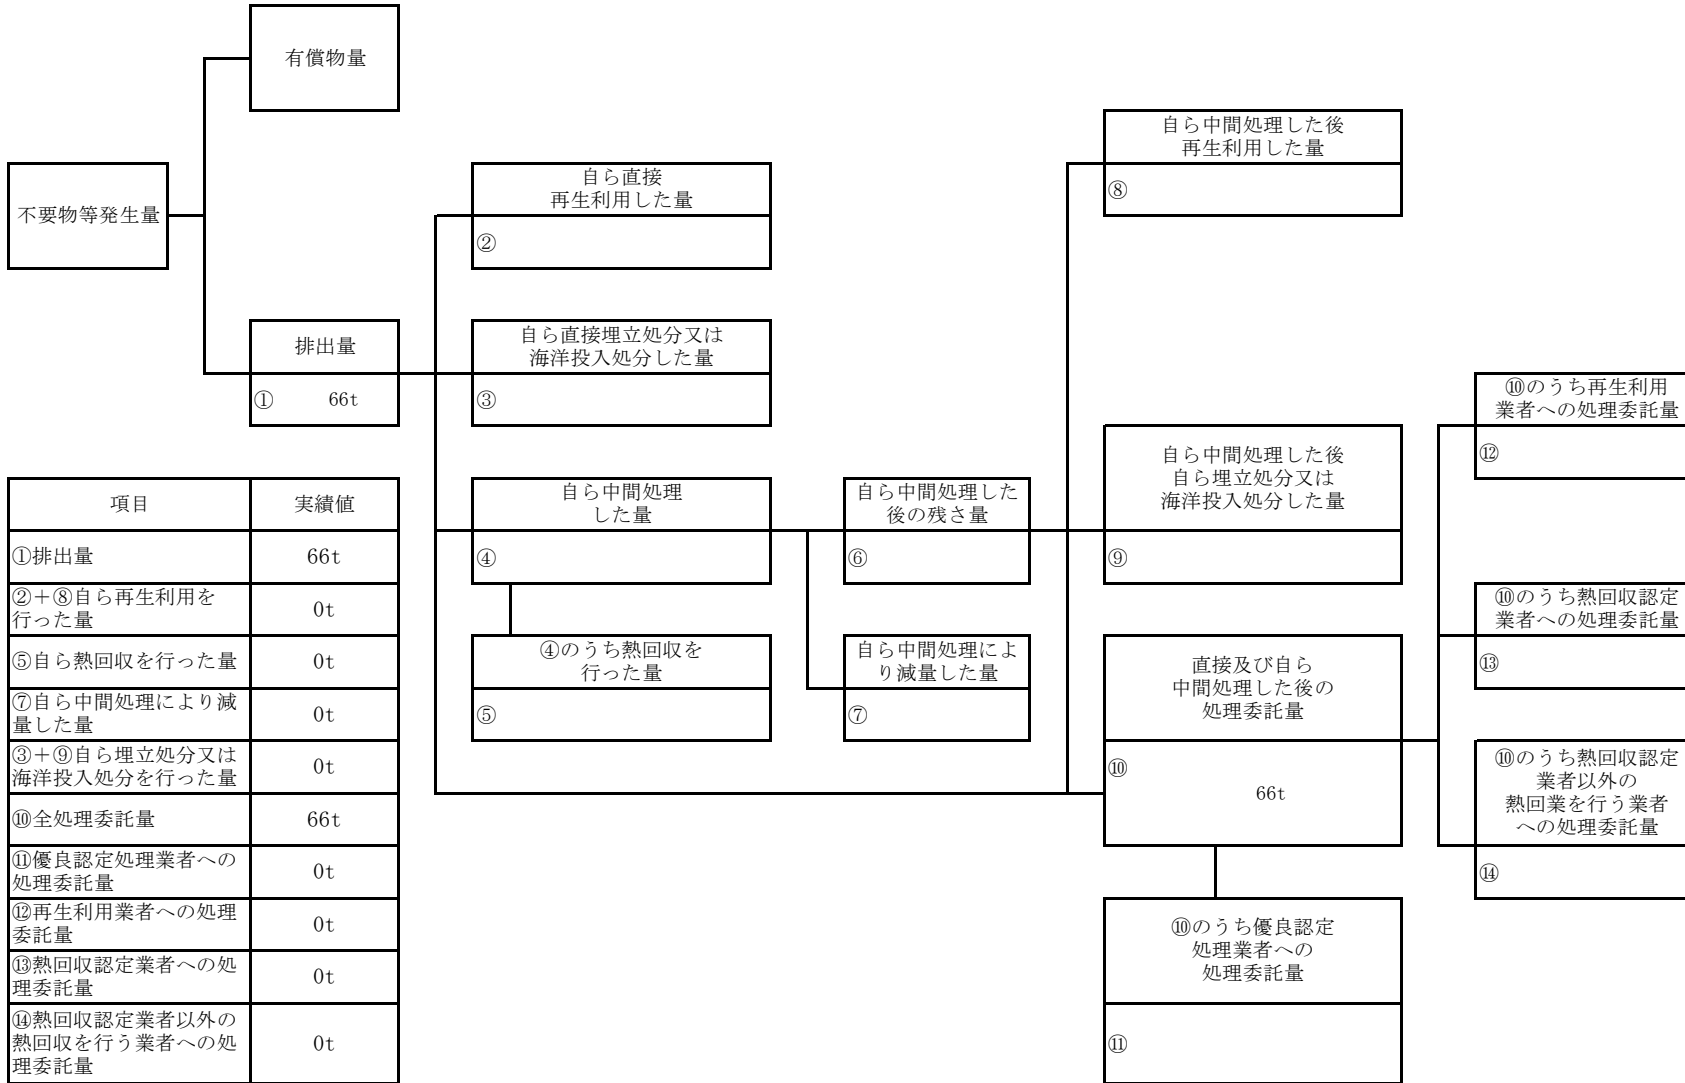 有償物量
不要物等発生量
排出量
① 66t
自ら直接
再生利用した量
②
自ら直接埋立処分又は
海洋投入処分した量
③
自ら中間処理
した量
④
④のうち熱回収を
行った量
⑤
自ら中間処理した
後の残さ量
⑥
自ら中間処理によ
り減量した量
⑦
自ら中間処理した後
再生利用した量
⑧
自ら中間処理した後
自ら埋立処分又は
海洋投入処分した量
⑨
直接及び自ら
中間処理した後の
処理委託量
⑩
66t
⑩のうち優良認定
処理業者への
処理委託量
⑪
⑩のうち再生利用
業者への処理委託量
⑫
⑩のうち熱回収認定
業者への処理委託量
⑬
⑩のうち熱回収認定
業者以外の
熱回業を行う業者
への処理委託量
⑭
項目 実績値
①排出量 66t
②＋⑧自ら再生利用を
行った量 0t
⑤自ら熱回収を行った量 0t
⑦自ら中間処理により減
量した量 0t
③＋⑨自ら埋立処分又は
海洋投入処分を行った量 0t
⑩全処理委託量 66t
⑪優良認定処理業者への
処理委託量 0t
⑫再生利用業者への処理
委託量 0t
⑬熱回収認定業者への処
理委託量 0t
⑭熱回収認定業者以外の
熱回収を行う業者への処 0t
理委託量